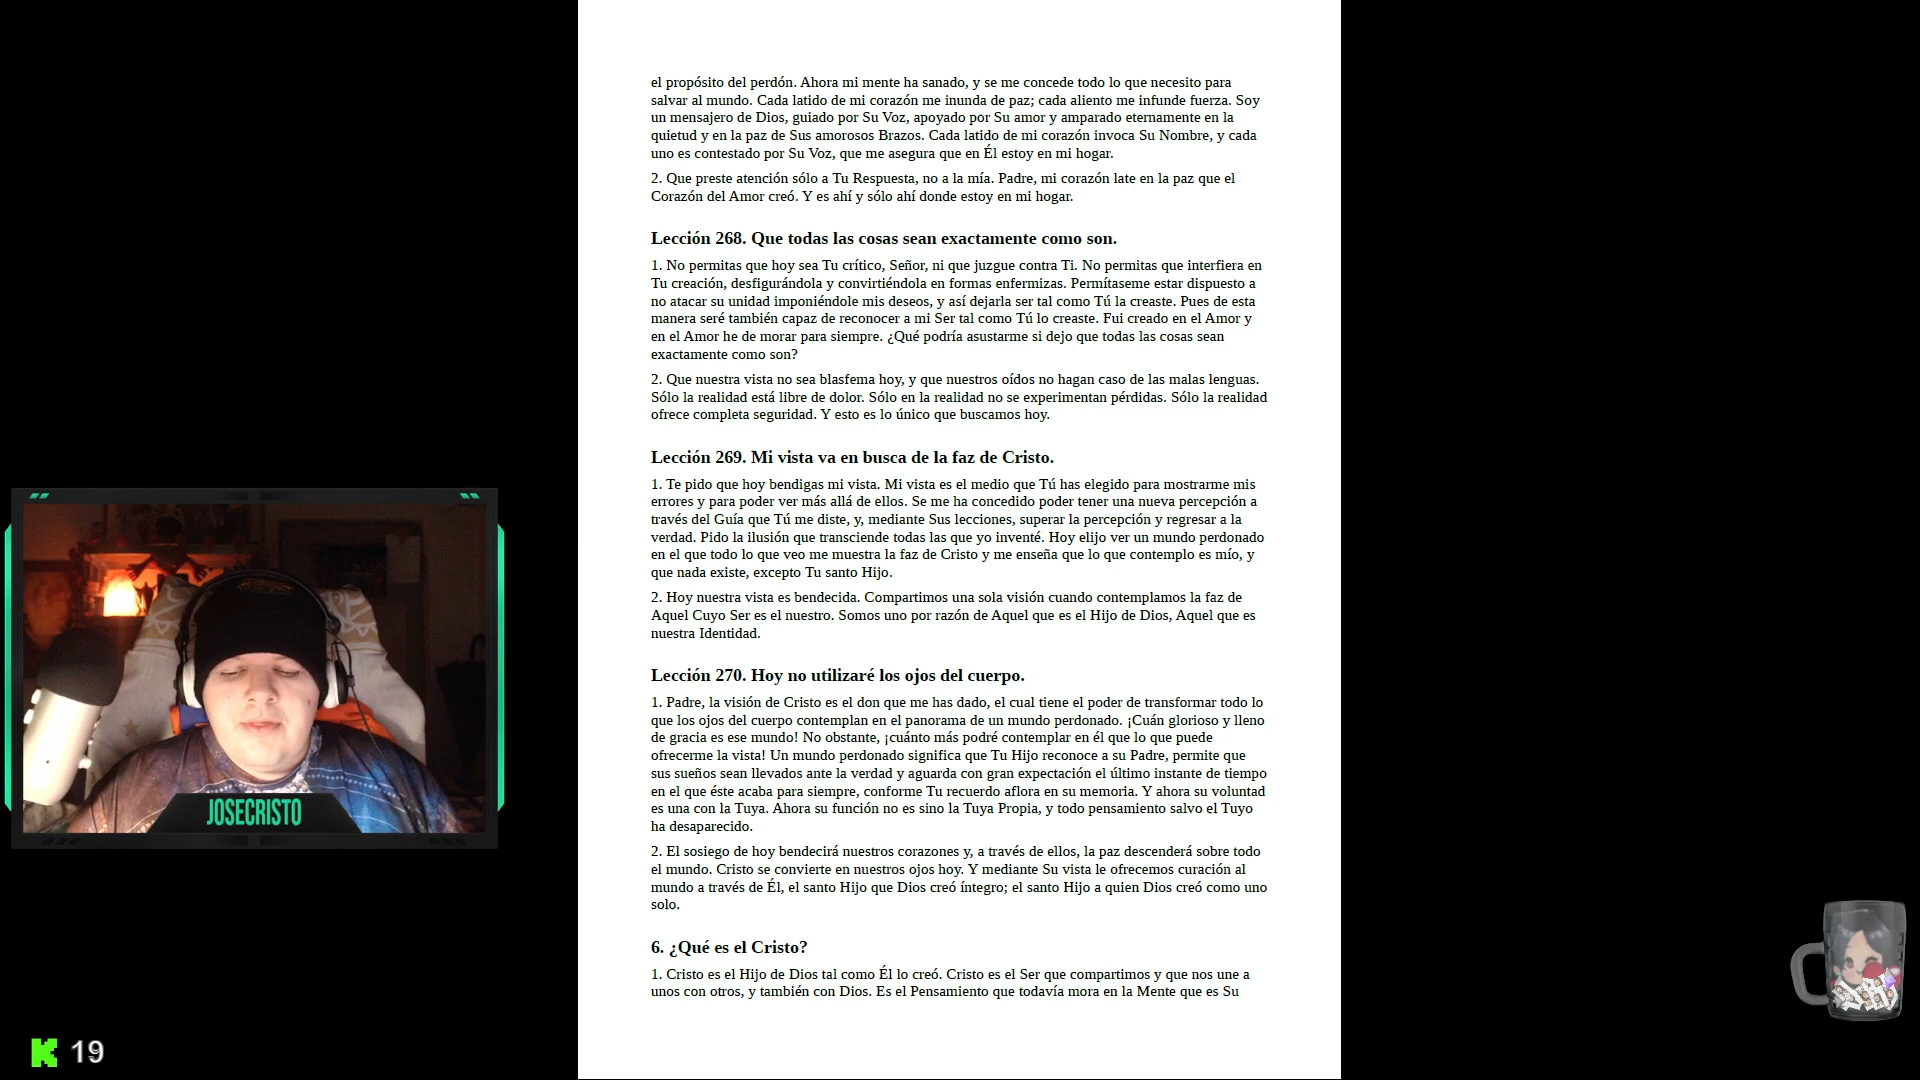 el propósito del perdón. Ahora mi mente ha sanado, y se me concede todo lo que necesito para
salvar al mundo. Cada latido de mi corazón me inunda de paz; cada aliento me infunde fuerza. Soy
un mensajero de Dios, guiado por Su Voz, apoyado por Su amor y amparado eternamente en la
quietud y en la paz de Sus amorosos Brazos. Cada latido de mi corazón invoca Su Nombre, y cada
uno es contestado por Su Voz, que me asegura que en Él estoy en mi hogar.
2. Que preste atención sólo a Tu Respuesta, no a la mía. Padre, mi corazón late en la paz que el
Corazón del Amor creó. Y es ahí y sólo ahí donde estoy en mi hogar.
Lección 268. Que todas las cosas sean exactamente como son.
1. No permitas que hoy sea Tu crítico, Señor, ni que juzgue contra Ti. No permitas que interfiera en
Tu creación, desfigurándola y convirtiéndola en formas enfermizas. Permítaseme estar dispuesto a
no atacar su unidad imponiéndole mis deseos, y así dejarla ser tal como Tú la creaste. Pues de esta
manera seré también capaz de reconocer a mi Ser tal como Tú lo creaste. Fui creado en el Amor y
en el Amor he de morar para siempre. ¿Qué podría asustarme si dejo que todas las cosas sean
exactamente como son?
2. Que nuestra vista no sea blasfema hoy, y que nuestros oídos no hagan caso de las malas lenguas.
Sólo la realidad está libre de dolor. Sólo en la realidad no se experimentan pérdidas. Sólo la realidad
ofrece completa seguridad. Y esto es lo único que buscamos hoy.
Lección 269. Mi vista va en busca de la faz de Cristo.
1. Te pido que hoy bendigas mi vista. Mi vista es el medio que Tú has elegido para mostrarme mis
errores y para poder ver más allá de ellos. Se me ha concedido poder tener una nueva percepción a
través del Guía que Tú me diste, y, mediante Sus lecciones, superar la percepción y regresar a la
verdad. Pido la ilusión que transciende todas las que yo inventé. Hoy elijo ver un mundo perdonado
en el que todo lo que veo me muestra la faz de Cristo y me enseña que lo que contemplo es mío, y
que nada existe, excepto Tu santo Hijo.
2. Hoy nuestra vista es bendecida. Compartimos una sola visión cuando contemplamos la faz de
Aquel Cuyo Ser es el nuestro. Somos uno por razón de Aquel que es el Hijo de Dios, Aquel que es
nuestra Identidad.
Lección 270. Hoy no utilizaré los ojos del cuerpo.
1. Padre, la visión de Cristo es el don que me has dado, el cual tiene el poder de transformar todo lo
que los ojos del cuerpo contemplan en el panorama de un mundo perdonado. ¡Cuán glorioso y lleno
de gracia es ese mundo! No obstante, ¡cuánto más podré contemplar en él que lo que puede
ofrecerme la vista! Un mundo perdonado significa que Tu Hijo reconoce a su Padre, permite que
sus sueños sean llevados ante la verdad y aguarda con gran expectación el último instante de tiempo
en el que éste acaba para siempre, conforme Tu recuerdo aflora en su memoria. Y ahora su voluntad
es una con la Tuya. Ahora su función no es sino la Tuya Propia, y todo pensamiento salvo el Tuyo
ha desaparecido.
2. El sosiego de hoy bendecirá nuestros corazones y, a través de ellos, la paz descenderá sobre todo
el mundo. Cristo se convierte en nuestros ojos hoy. Y mediante Su vista le ofrecemos curación al
mundo a través de Él, el santo Hijo que Dios creó íntegro; el santo Hijo a quien Dios creó como uno
solo.
6. ¿Qué es el Cristo?
1. Cristo es el Hijo de Dios tal como Él lo creó. Cristo es el Ser que compartimos y que nos une a
unos con otros, y también con Dios. Es el Pensamiento que todavía mora en la Mente que es Su
JOSECRISTO
K 19